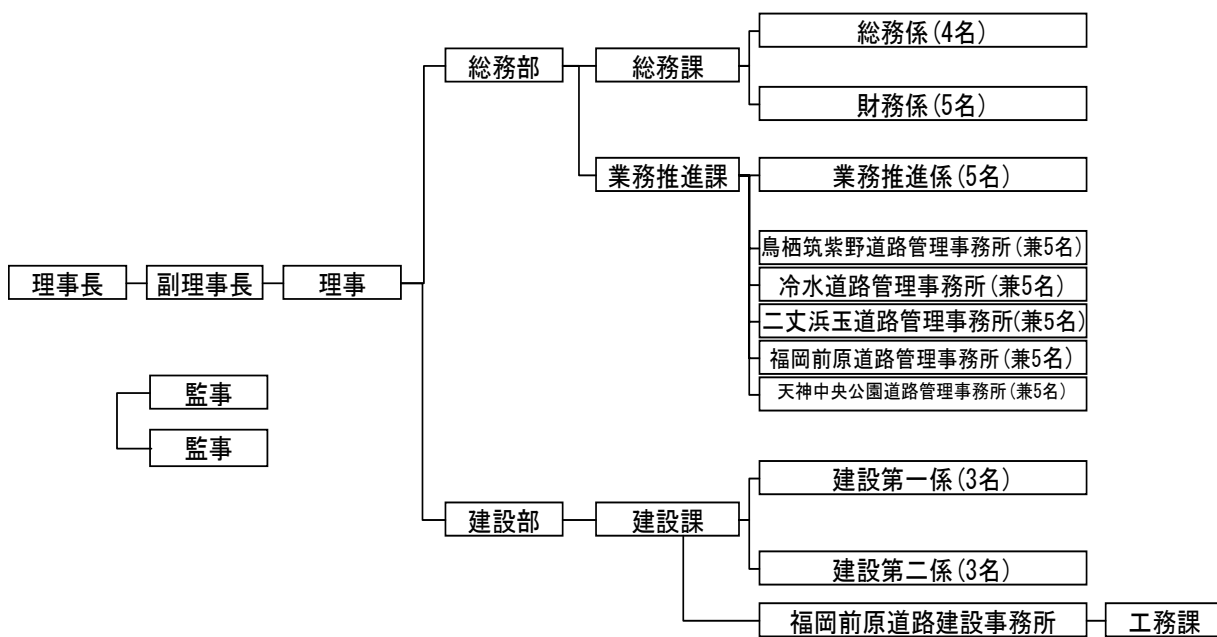 総務係(4名)
総務部
総務課
財務係(5名)
業務推進課
業務推進係(5名)
鳥栖筑紫野道路管理事務所(兼5名)
理事長
副理事長
理事
冷水道路管理事務所(兼5名)
二丈浜玉道路管理事務所(兼5名)
福岡前原道路管理事務所(兼5名)
天神中央公園道路管理事務所(兼5名)
監事
監事
建設第一係(3名)
建設部
建設課
建設第二係(3名)
福岡前原道路建設事務所
工務課